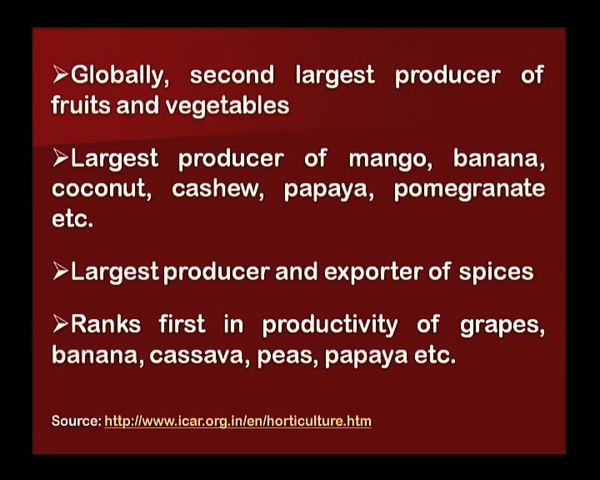 ➢Globally, second largest producer of
fruits and vegetables
➢Largest producer of mango, banana,
coconut, cashew, papaya, pomegranate
etc.
➢Largest producer and exporter of spices
➢Ranks first in productivity of grapes,
banana, cassava, peas, papaya etc.
Source: http://www.icar.org.in/en/horticulture.htm